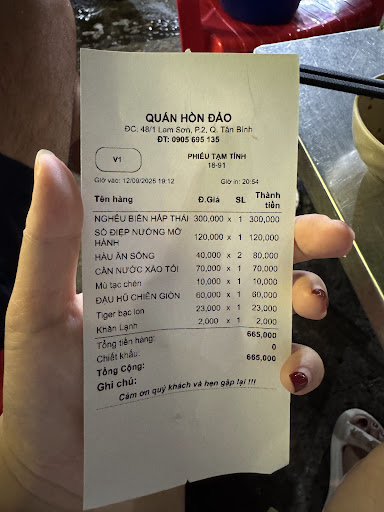 QUÁN HÒN ĐẢO
ĐC: 48/1 Lam Sơn, P.2, Q. Tân Bình
ĐT: 0905 695 135
V1
PHIẾU TẠM TÍNH
18-91
Giờ vào: 12/09/2025 19:12 Giờ in: 20:54
Tên hàng Đ.Giá SL Thành tiền
NGHÊU BIỂN HẤP THÁI 300,000 x 1 300,000
SÒ ĐIỆP NƯỚNG MỠ HÀNH 120,000 x 1 120,000
HÀU ĂN SỐNG 40,000 x 2 80,000
CẦN NƯỚC XÀO TỎI 70,000 x 1 70,000
Mù tạc chén 10,000 x 1 10,000
ĐẬU HŨ CHIÊN GIÒN 60,000 x 1 60,000
Tiger bạc lon 23,000 x 1 23,000
Khăn Lạnh 2,000 x 1 2,000
Tổng tiền hàng: 665,000
Chiết khấu: 0
Tổng Cộng: 665,000
Ghi chú:
Cảm ơn quý khách và hẹn gặp lại !!!